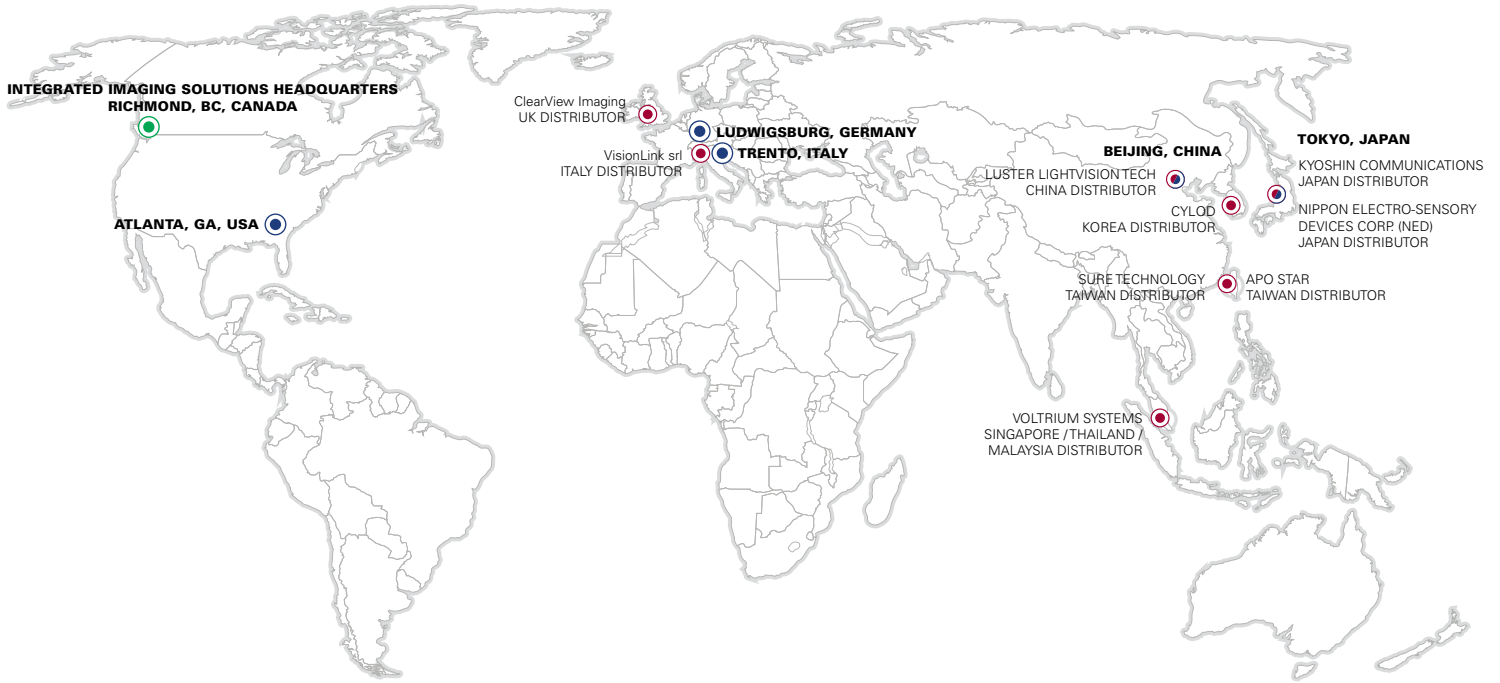 INTEGRATED IMAGING SOLUTIONS HEADQUARTERS
RICHMOND, BC, CANADA
ATLANTA, GA, USA
ClearView Imaging
UK DISTRIBUTOR
LUDWIGSBURG, GERMANY
VisionLink srl
ITALY DISTRIBUTOR
TRENTO, ITALY
BEIJING, CHINA
LUSTER LIGHTVISION TECH
CHINA DISTRIBUTOR
CYLOD
KOREA DISTRIBUTOR
TOKYO, JAPAN
KYOSHIN COMMUNICATIONS
JAPAN DISTRIBUTOR
NIPPON ELECTRO-SENSORY
DEVICES CORP. (NED)
JAPAN DISTRIBUTOR
SURE TECHNOLOGY
TAIWAN DISTRIBUTOR
APO STAR
TAIWAN DISTRIBUTOR
VOLTRIUM SYSTEMS
SINGAPORE / THAILAND /
MALAYSIA DISTRIBUTOR